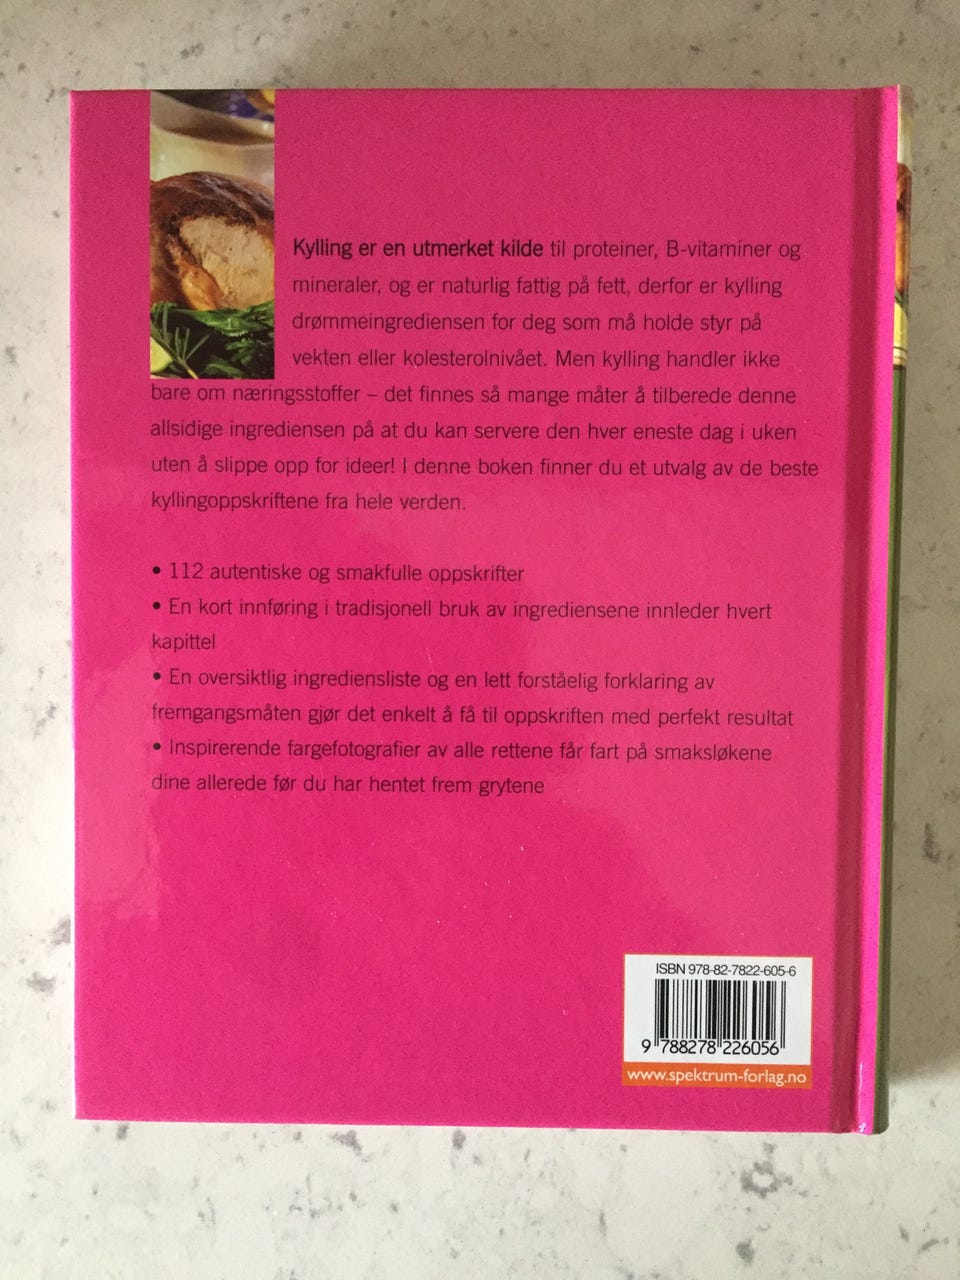 Kylling er en utmerket kilde til proteiner, B-vitaminer og
mineraler, og er naturlig fattig på fett, derfor er kylling
drømmeingrediensen for deg som må holde styr på
vekten eller kolesterolnivået. Men kylling handler ikke
bare om næringsstoffer – det finnes så mange måter å tilberede denne
allsidige ingrediensen på at du kan servere den hver eneste dag i uken
uten å slippe opp for ideer! I denne boken finner du et utvalg av de beste
kyllingoppskriftene fra hele verden.
• 112 autentiske og smakfulle oppskrifter
• En kort innføring i tradisjonell bruk av ingrediensene innleder hvert
kapittel
• En oversiktlig ingrediensliste og en lett forståelig forklaring av
fremgangsmåten gjør det enkelt å få til oppskriften med perfekt resultat
• Inspirerende fargefotografier av alle rettene får fart på smaksløkene
dine allerede før du har hentet frem grytene
ISBN 978-82-7822-605-6
9 788278 226056
www.spektrum-forlag.no